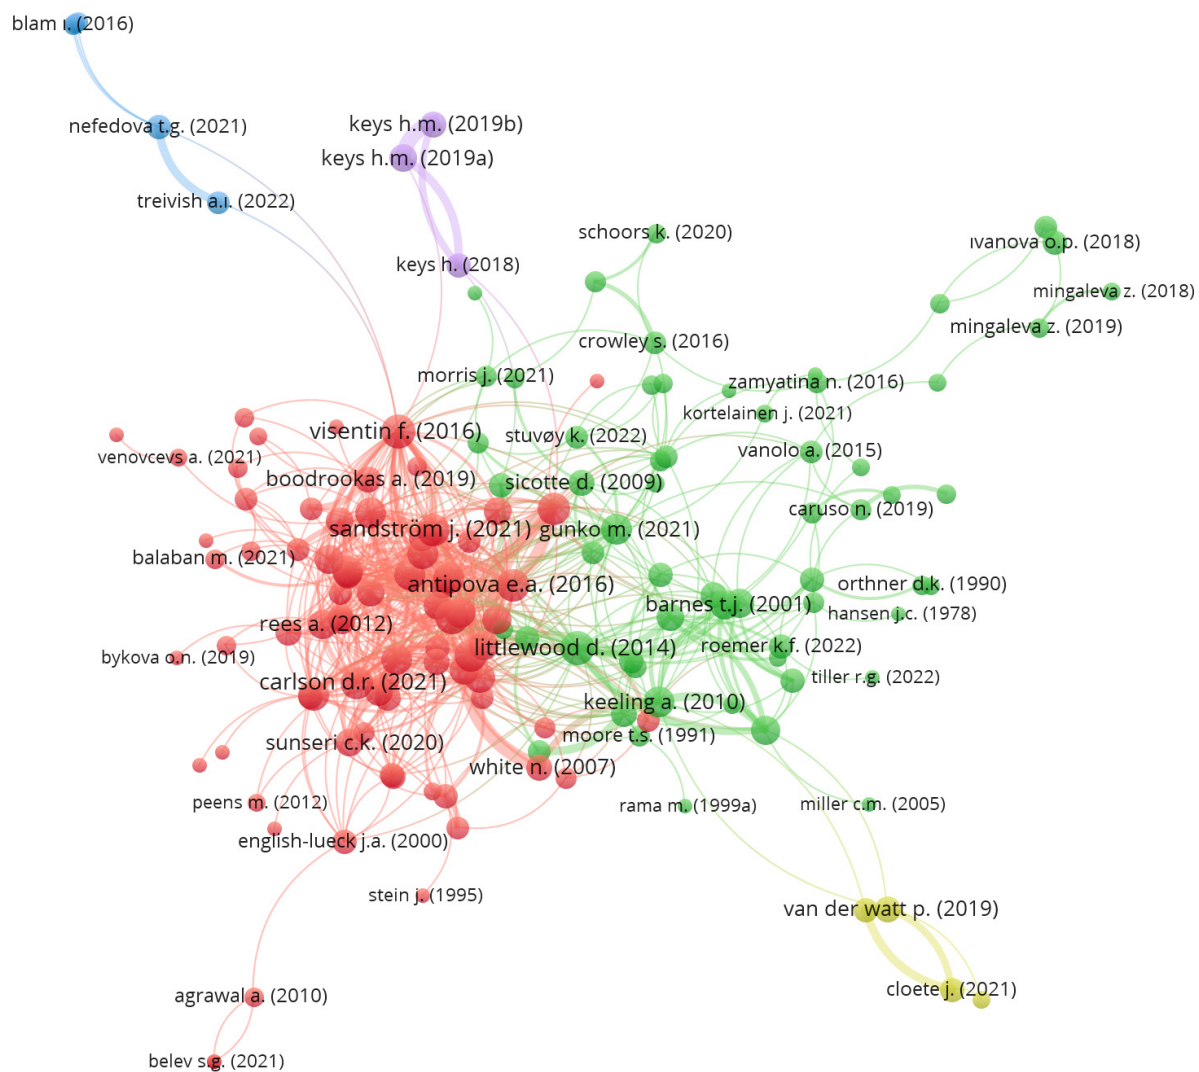 blam ı. (2016)
nefedova t.g. (2021)
keys h.m. (2019b)
keys h.m. (2019a)
treivish a.ı. (2022)
schoors k. (2020)
ıvanova o.p. (2018)
keys h. (2018)
mingaleva z. (2018)
mingaleva z. (2019)
crowley s. (2016)
morris j. (2021)
zamyatina n. (2016)
kortelainen j. (2021)
visentin f. (2016)
stuvøy k. (2022)
vanolo a. (2015)
venovcevs a. (2021)
boodrookas a. (2019)
sicotte d. (2009)
caruso n. (2019)
sandström j. (2021)
gunko m. (2021)
balaban m. (2021)
antipova e.a. (2016)
orthner d.k. (1990)
barnes t.j. (2001)
hansen j.c. (1978)
rees a. (2012)
littlewood d. (2014)
roemer k.f. (2022)
bykova o.n. (2019)
tiller r.g. (2022)
carlson d.r. (2021)
keeling a. (2010)
sunseri c.k. (2020)
moore t.s. (1991)
white n. (2007)
peens m. (2012)
rama m. (1999a)
miller c.m. (2005)
english-lueck j.a. (2000)
stein j. (1995)
van der watt p. (2019)
cloete j. (2021)
agrawal a. (2010)
belev s.g. (2021)